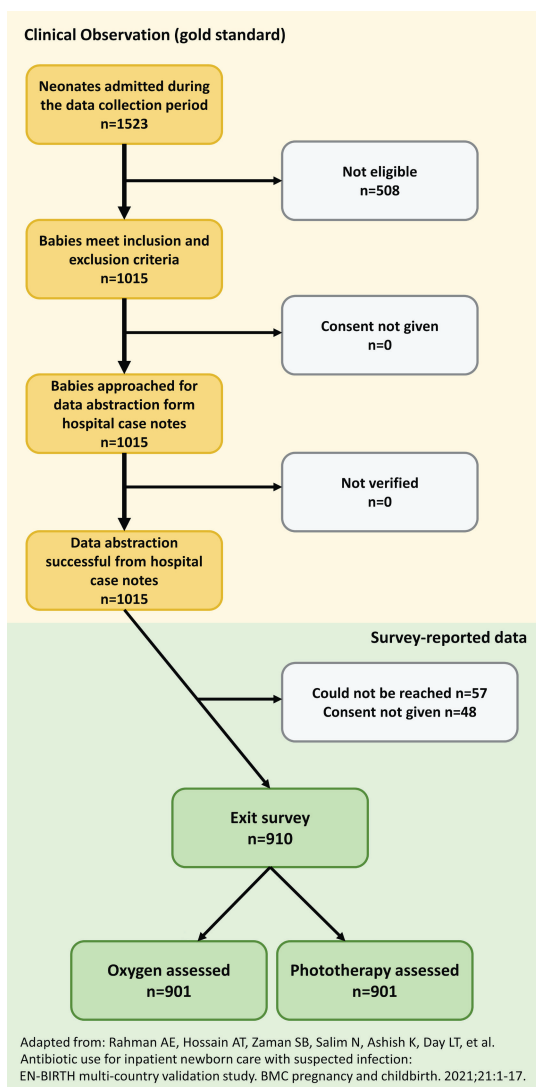 Clinical Observation (gold standard)
Neonates admitted during
the data collection period
n=1523
Not eligible
n=508
Babies meet inclusion and
exclusion criteria
n=1015
Consent not given
n=0
Babies approached for
data abstraction form
hospital case notes
n=1015
Not verified
n=0
Data abstraction
successful from hospital
case notes
n=1015
Survey-reported data
Could not be reached n=57
Consent not given n=48
Exit survey
n=910
Oxygen assessed
n=901
Phototherapy assessed
n=901
Adapted from: Rahman AE, Hossain AT, Zaman SB, Salim N, Ashish K, Day LT, et al.
Antibiotic use for inpatient newborn care with suspected infection:
EN-BIRTH multi-country validation study. BMC pregnancy and childbirth. 2021;21:1-17.